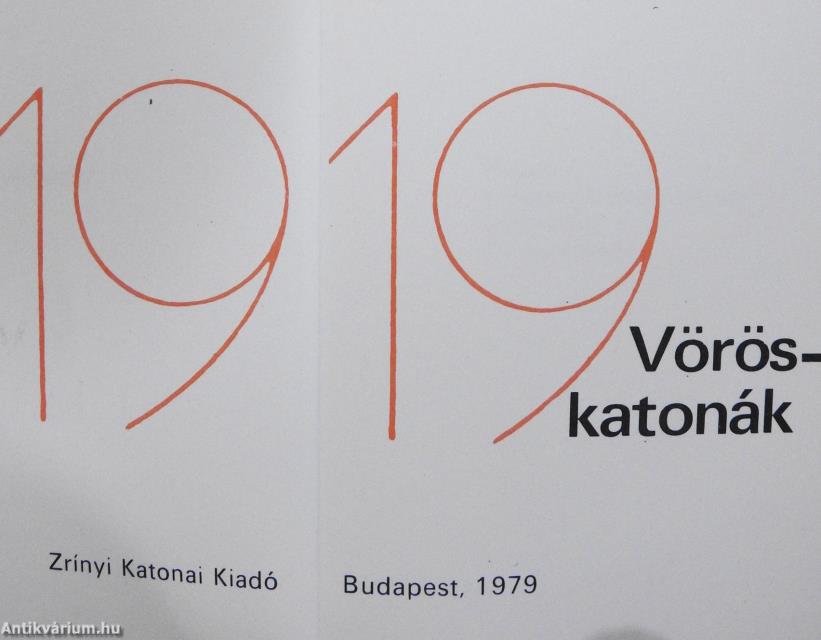 1919
Vörös-
katonák
Zrínyi Katonai Kiadó
Budapest, 1979
Antikvárium.hu